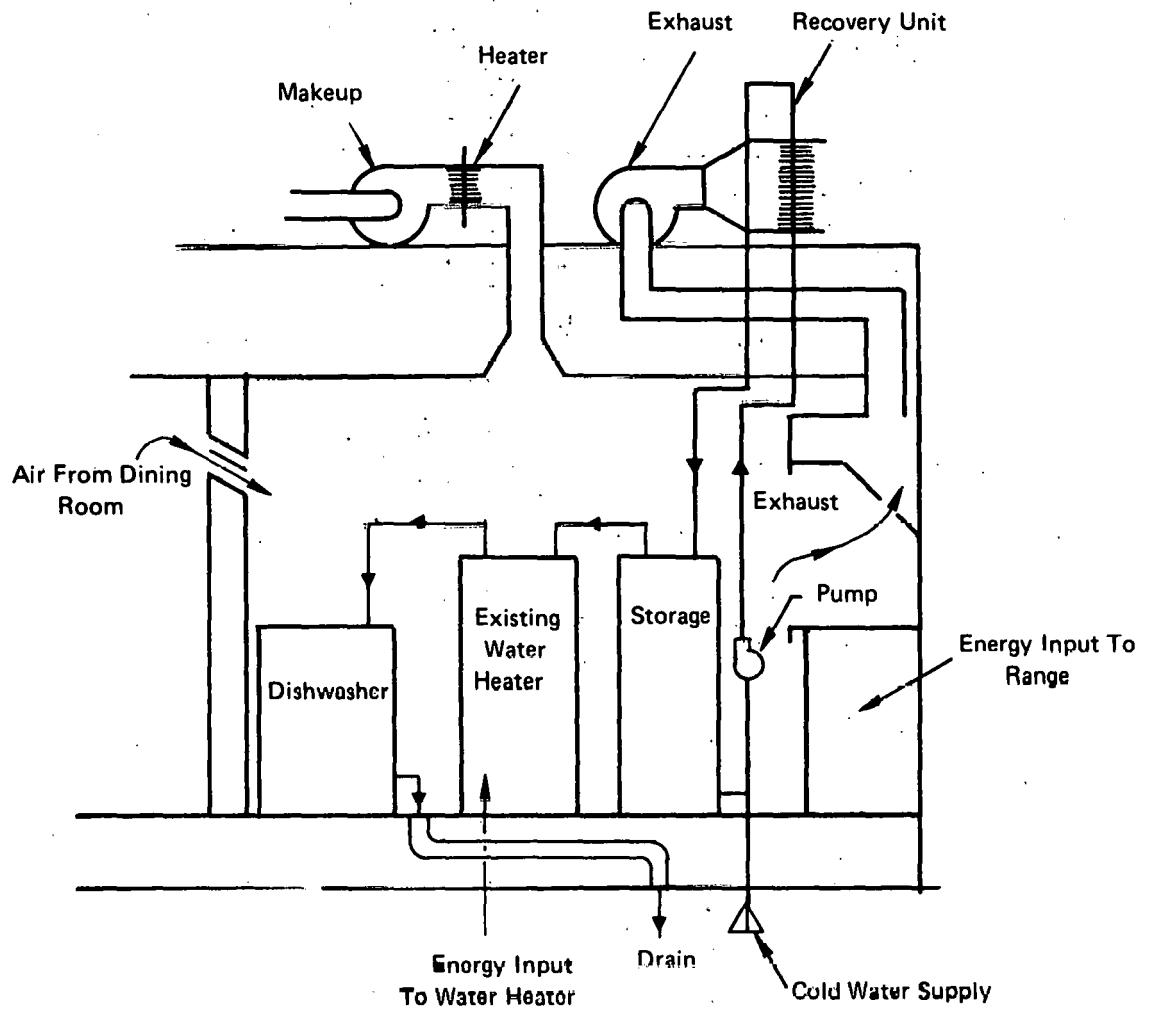 Exhaust
Recovery Unit
Heater
Makeup
Air From Dining
Room
Exhaust
Pump
Existing
Water
Heater
Storage
Dishwasher
Energy Input To
Range
Energy Input
To Water Heater
Drain
Cold Water Supply